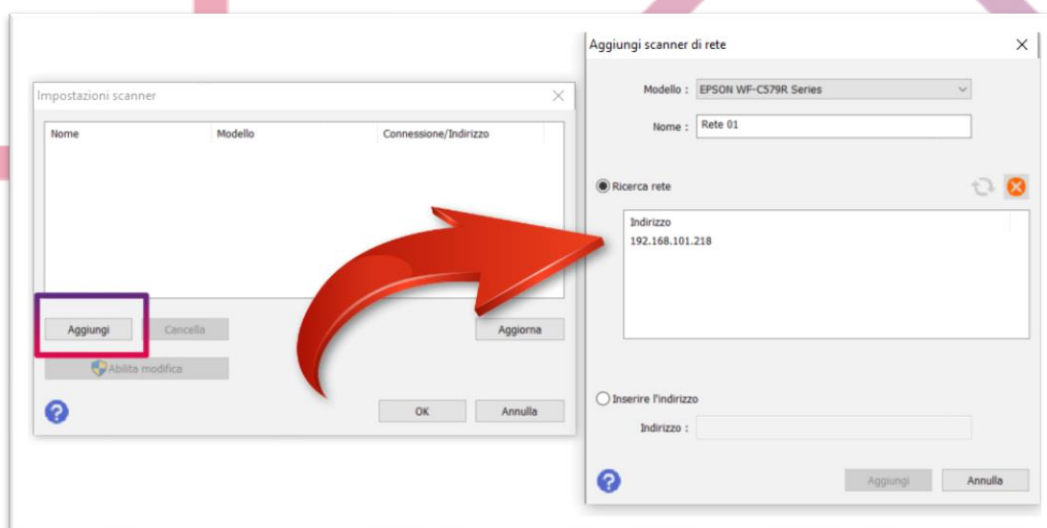 Impostazioni scanner
Nome Modello Connessione/Indirizzo
Aggiungi Cancella Aggiorna
Abilita modifica
OK Annulla
Aggiungi scanner di rete
Modello : EPSON WF-C579R Series
Nome : Rete 01
Ricerca rete
Indirizzo
192.168.101.218
Inserire l'indirizzo
Indirizzo :
Aggiungi Annulla